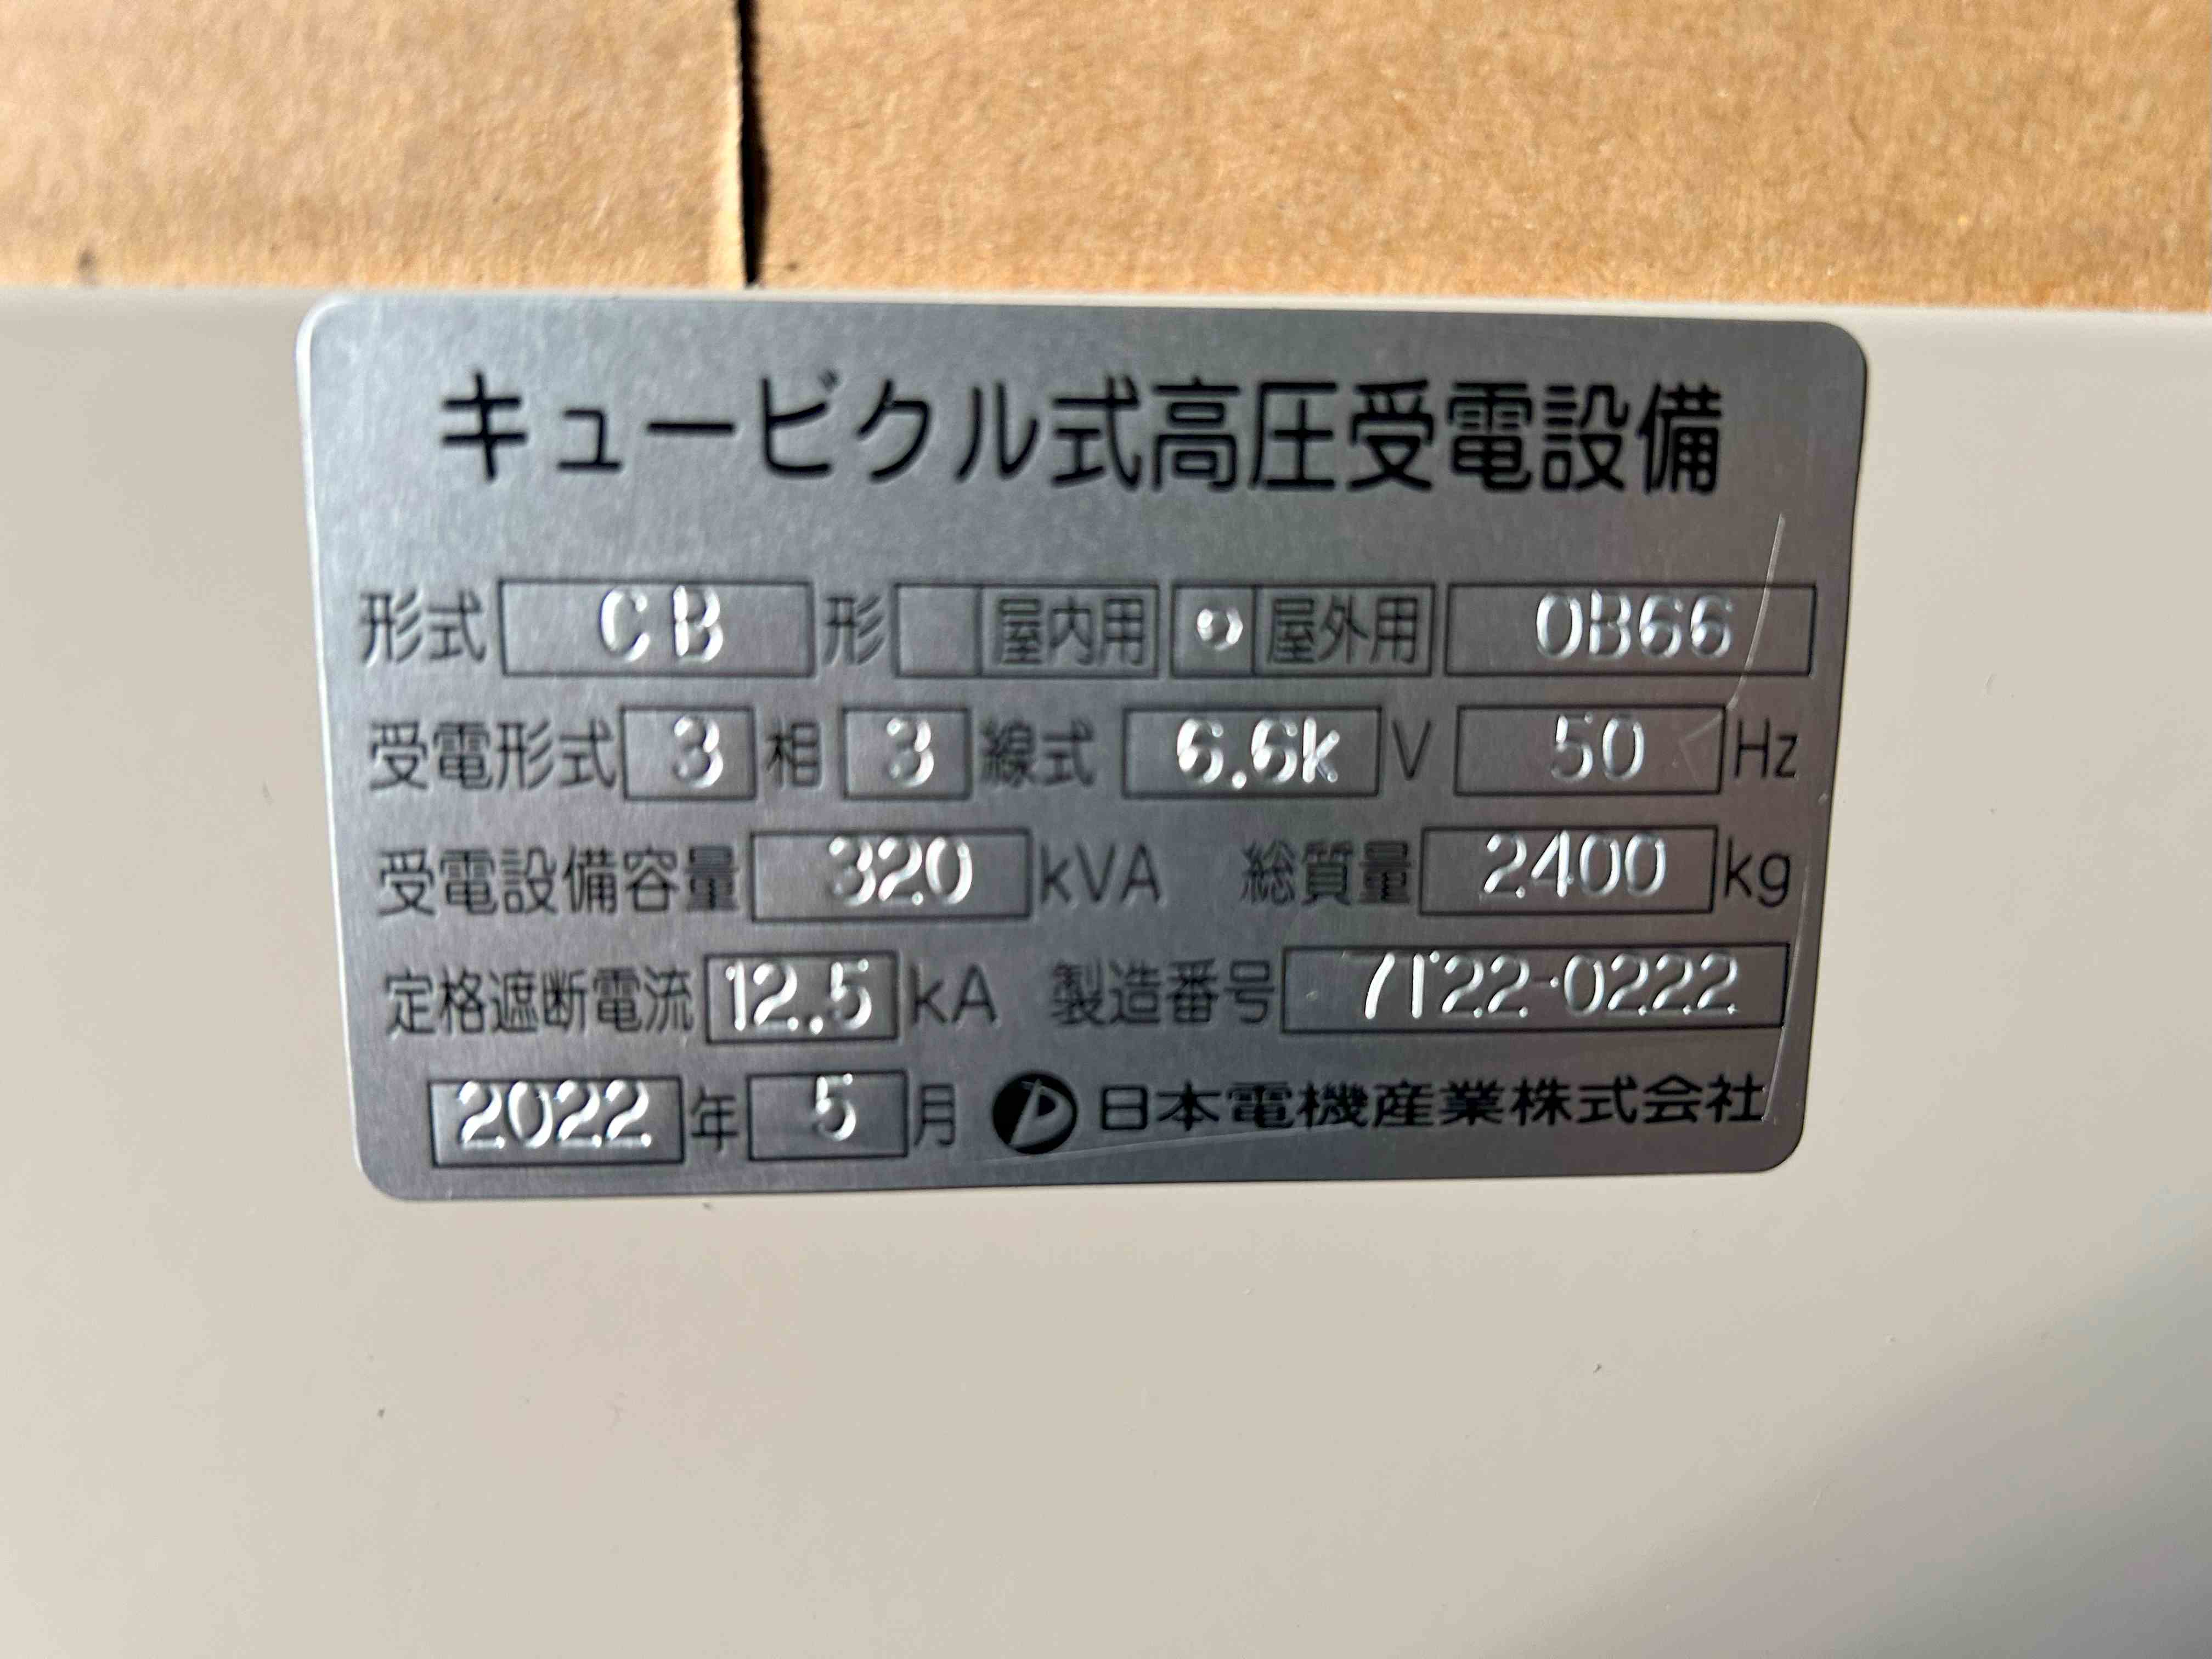 キュービクル式高圧受電設備
形式 CB 形 屋内用 ○ 屋外用 OB66
受電形式 3 相 3 線式 6.6k V 50 Hz
受電設備容量 320 kVA 総質量 2400 kg
定格遮断電流 12.5 kA 製造番号 7T22-0222
2022 年 5 月 日本電機産業株式会社